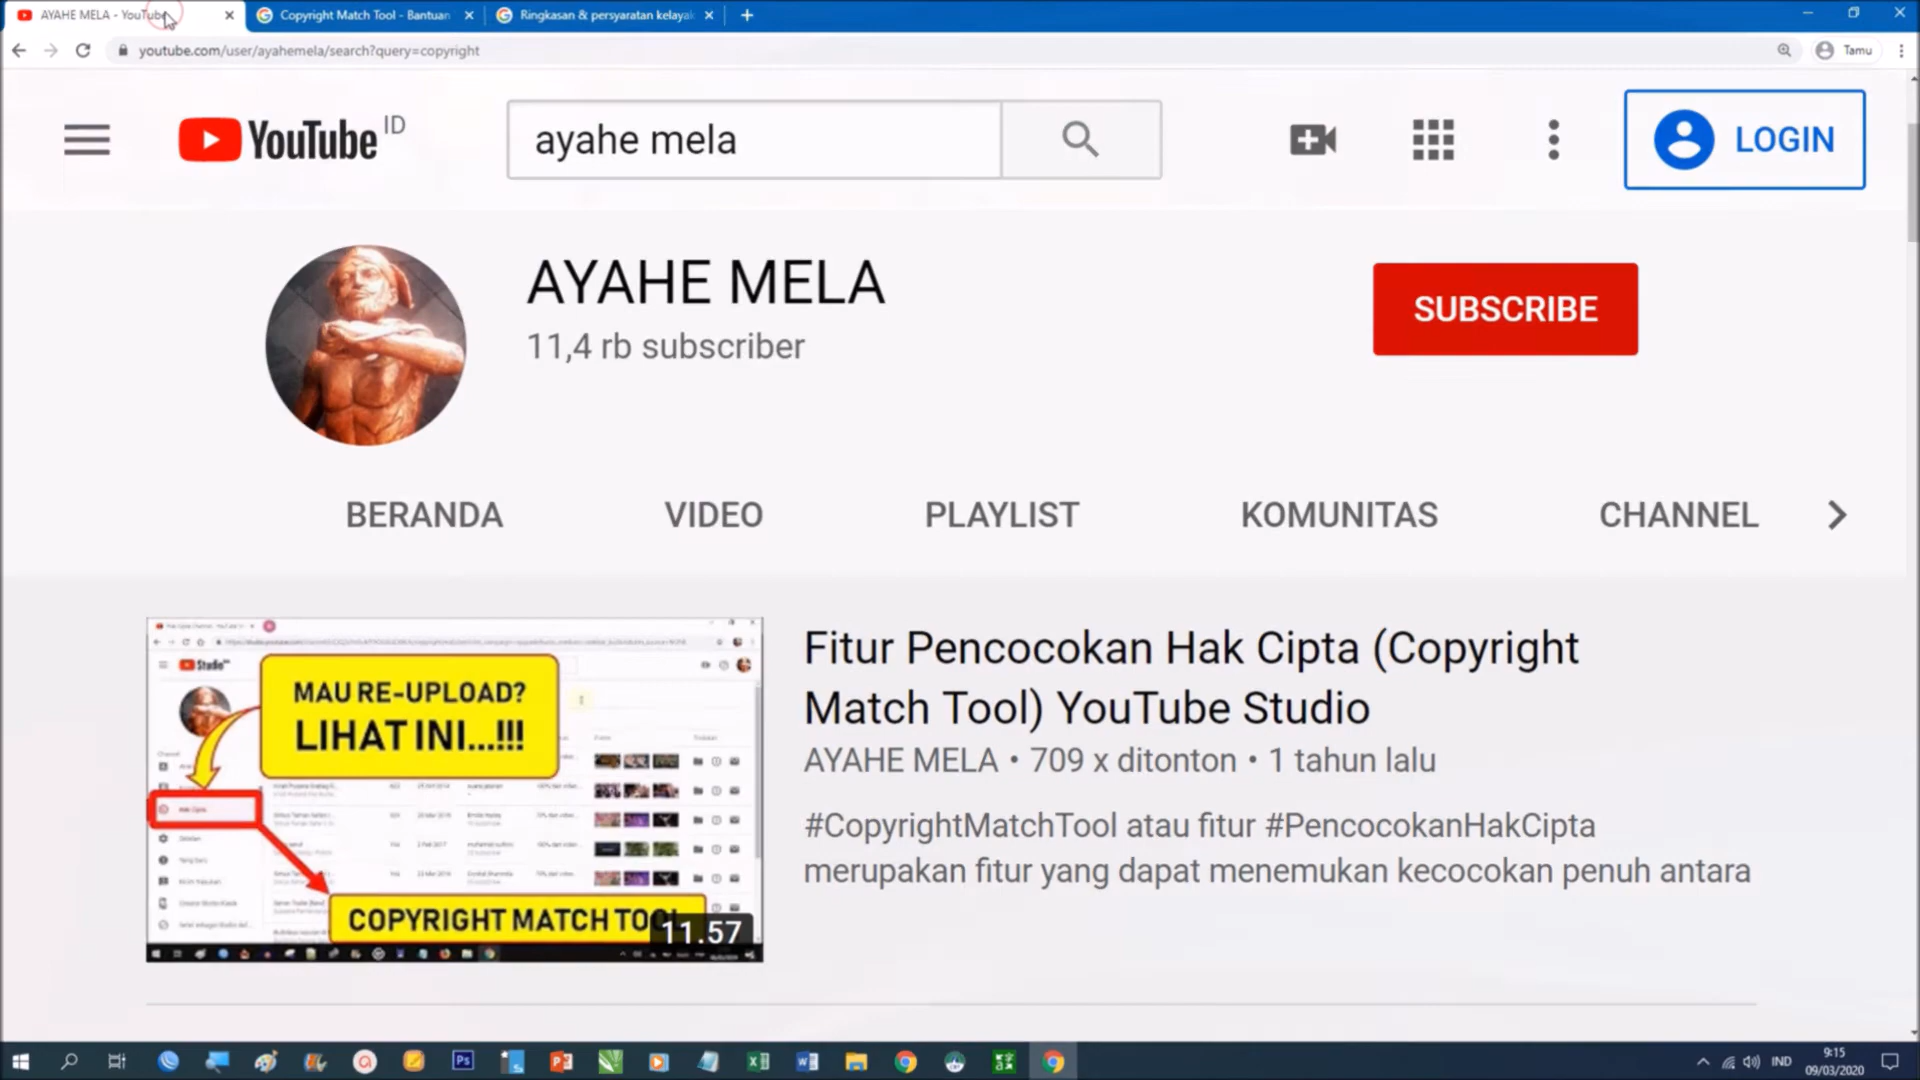 AYAHE MELA - YouTube
Copyright Match Tool - Bantuan
Ringkasan & persyaratan kelayak
youtube.com/user/ayahemela/search?query=copyright
Tamu
YouTube ID
ayahe mela
LOGIN
AYAHE MELA
11,4 rb subscriber
SUBSCRIBE
BERANDA
VIDEO
PLAYLIST
KOMUNITAS
CHANNEL
Studio
MAU RE-UPLOAD?
LIHAT INI...!!!
Hak Cipta
COPYRIGHT MATCH TOOL
11.57
Fitur Pencocokan Hak Cipta (Copyright
Match Tool) YouTube Studio
AYAHE MELA • 709 x ditonton • 1 tahun lalu
#CopyrightMatchTool atau fitur #PencocokanHakCipta
merupakan fitur yang dapat menemukan kecocokan penuh antara
Ps
IND
9:15
09/03/2020